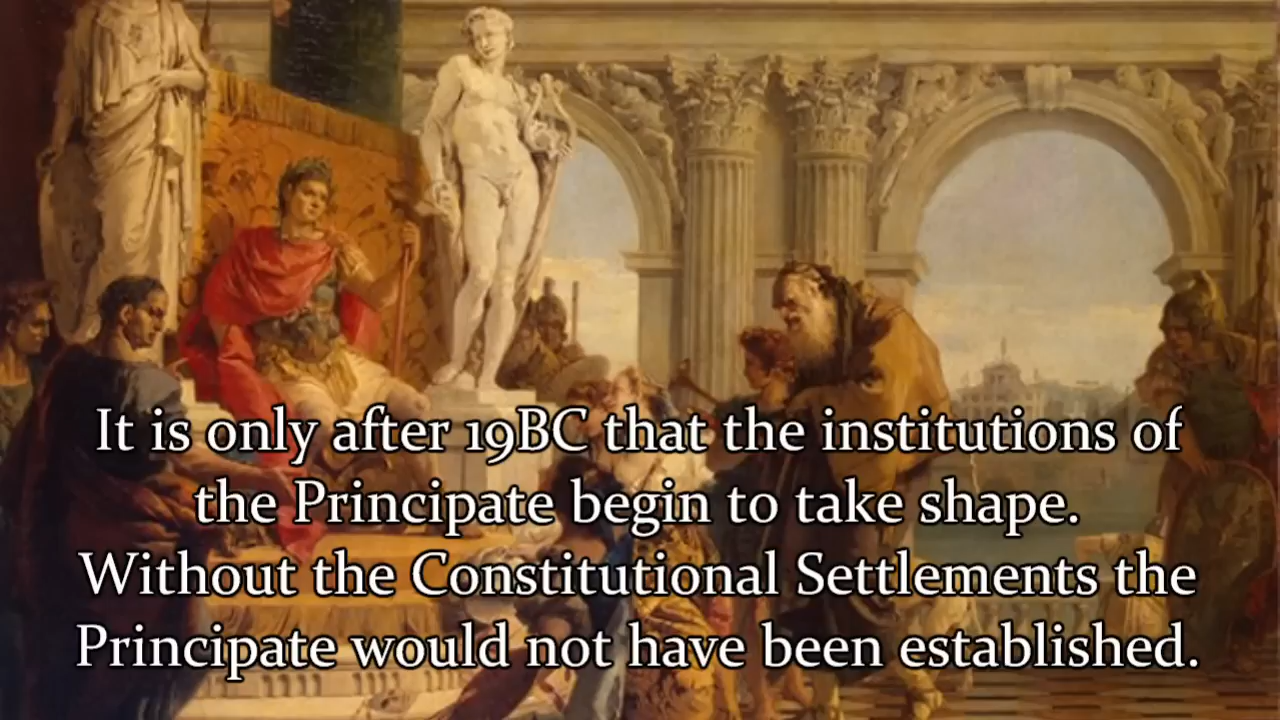 It is only after 19BC that the institutions of
the Principate begin to take shape.
Without the Constitutional Settlements the
Principate would not have been established.